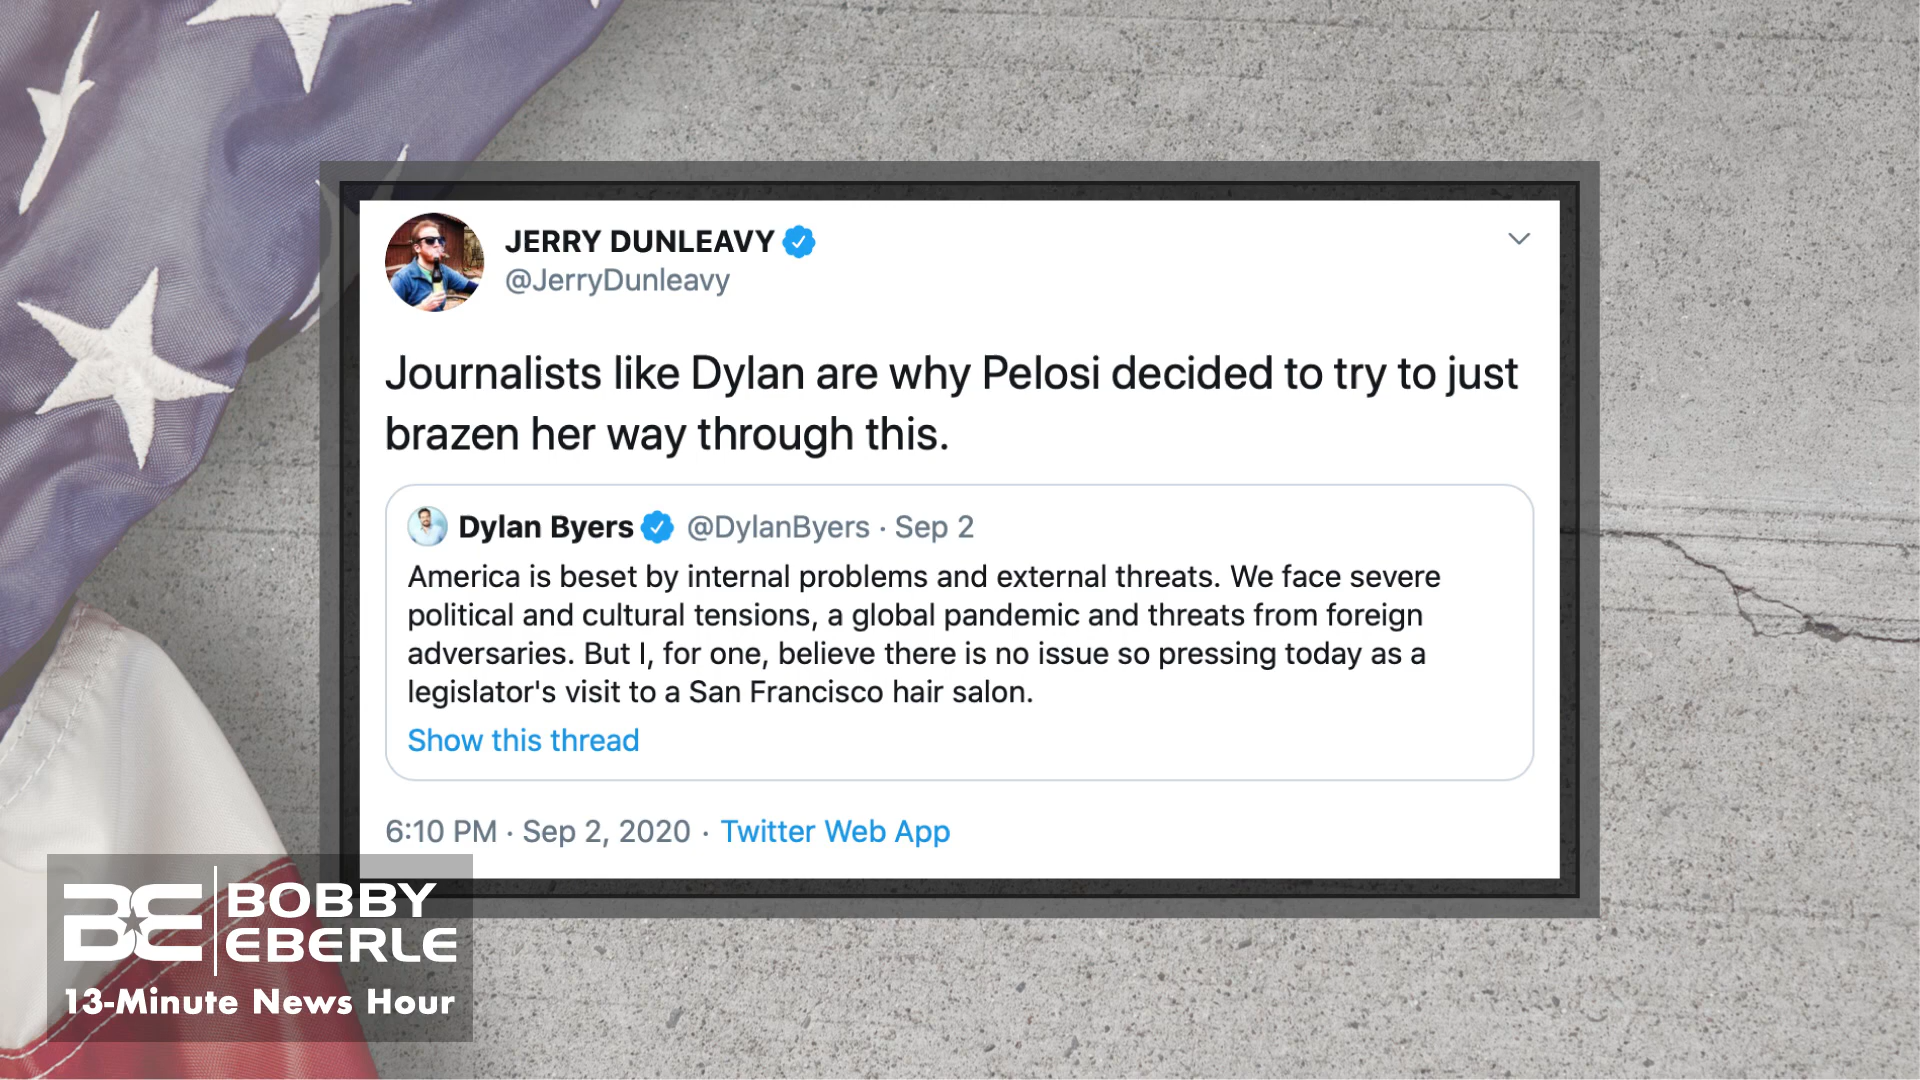 JERRY DUNLEAVY
@JerryDunleavy
Journalists like Dylan are why Pelosi decided to try to just
brazen her way through this.
Dylan Byers @DylanByers · Sep 2
America is beset by internal problems and external threats. We face severe
political and cultural tensions, a global pandemic and threats from foreign
adversaries. But I, for one, believe there is no issue so pressing today as a
legislator's visit to a San Francisco hair salon.
Show this thread
6:10 PM · Sep 2, 2020 · Twitter Web App
BE BOBBY
EBERLE
13-Minute News Hour